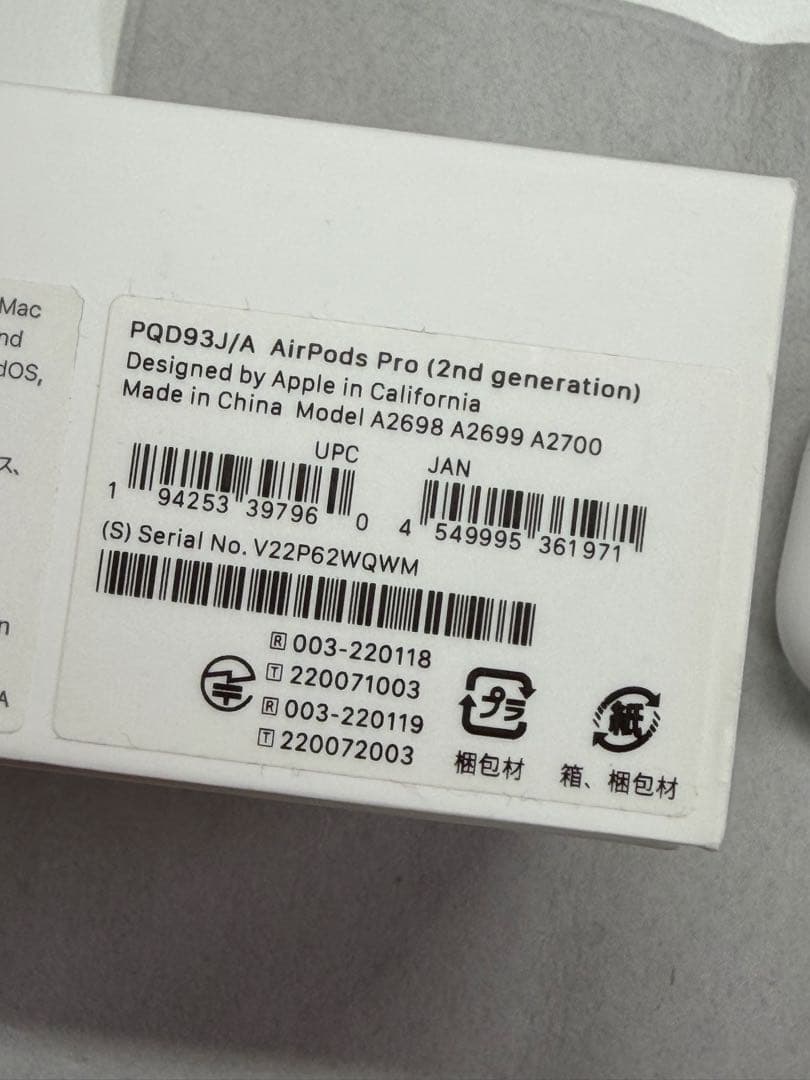 Mac
nd
dOS,
ス、
n
A
PQD93J/A AirPods Pro (2nd generation)
Designed by Apple in California
Made in China Model A2698 A2699 A2700
UPC
1 94253 39796 0
JAN
4 549995 361971
(S) Serial No. V22P62WQWM
R 003-220118
T 220071003
R 003-220119
T 220072003
プラ
梱包材
紙
箱、梱包材